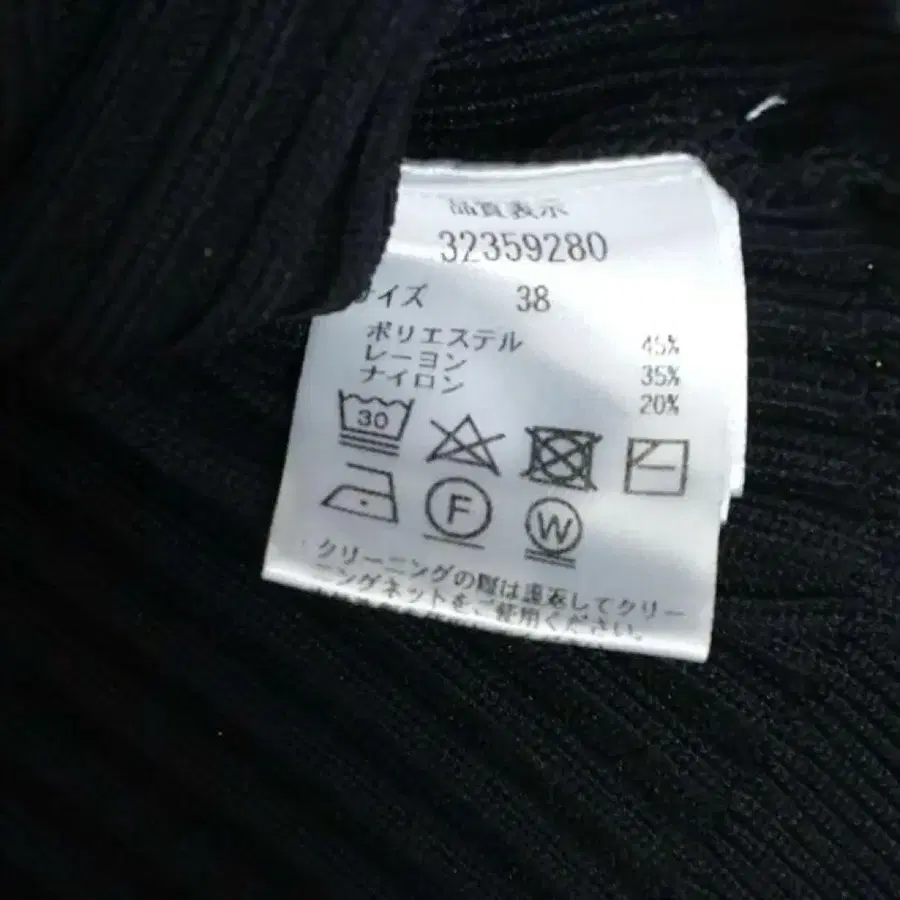 品質表示
32359280
サイズ 38
ポリエステル 45%
レーヨン 35%
ナイロン 20%
30
F
W
クリーニングの際は裏返してクリー
ニングネットをご使用ください。